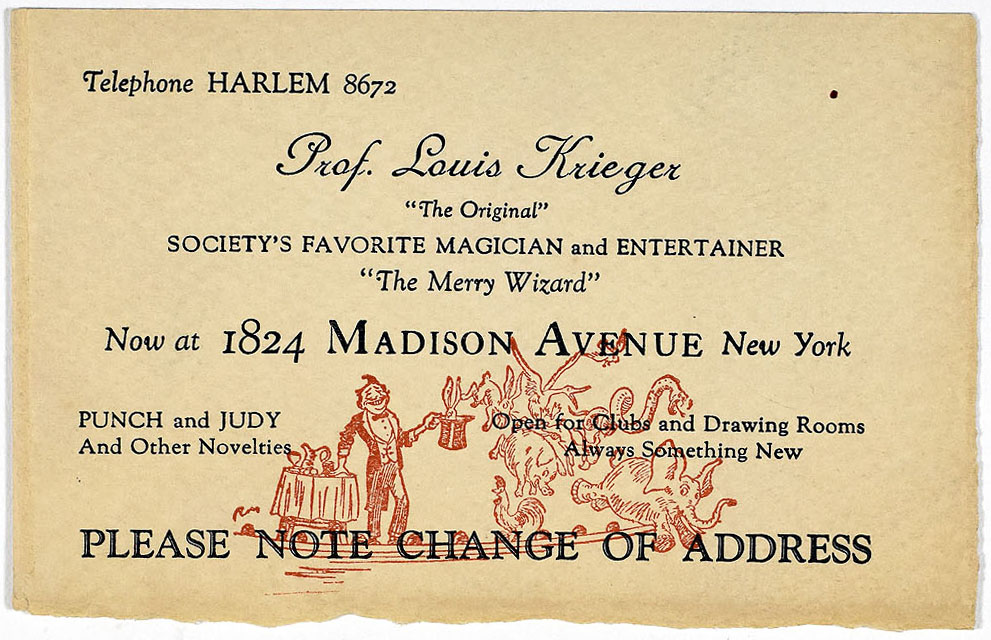 Telephone HARLEM 8672
Prof. Louis Krieger
"The Original"
SOCIETY'S FAVORITE MAGICIAN and ENTERTAINER
"The Merry Wizard"
Now at 1824 MADISON AVENUE New York
PUNCH and JUDY
And Other Novelties
Open for Clubs and Drawing Rooms
Always Something New
PLEASE NOTE CHANGE OF ADDRESS